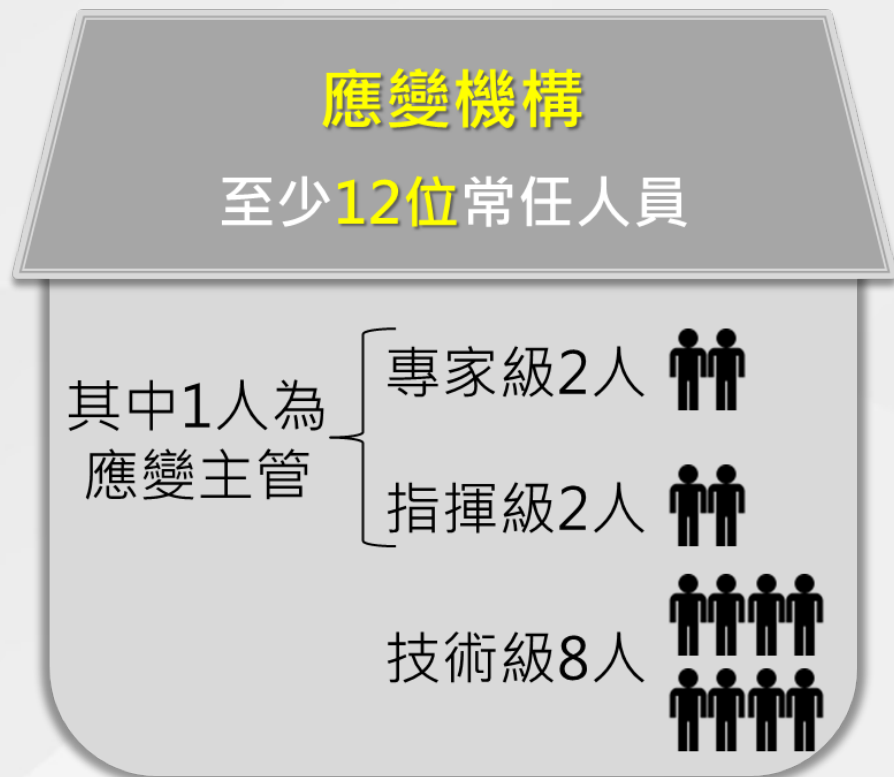 應變機構
至少12位常任人員
其中1人為
應變主管
專家級2人
指揮級2人
技術級8人